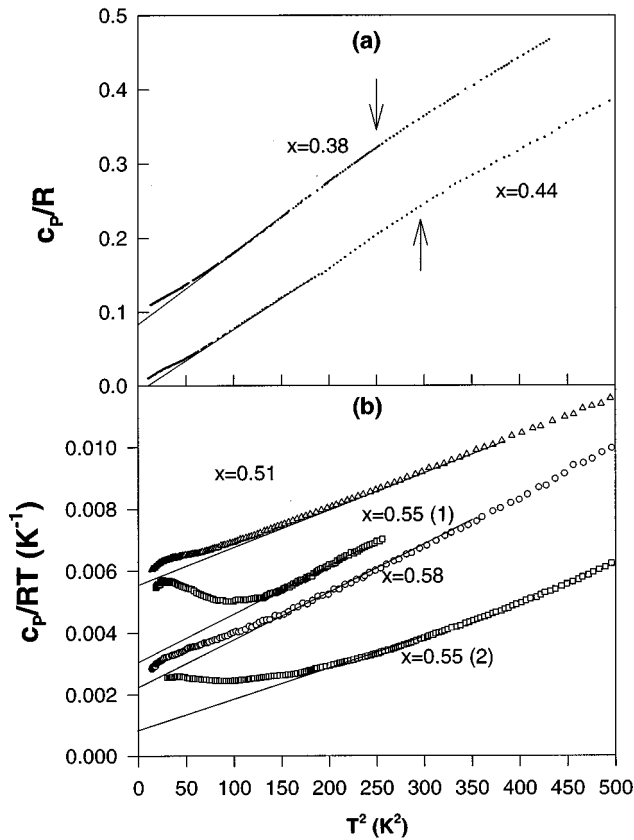 (a)
0.5
0.4
0.3
0.2
0.1
0.0
c_P/R
x=0.38
x=0.44
(b)
0.010
0.008
0.006
0.004
0.002
0.000
c_P/RT (K⁻¹)
x=0.51
x=0.55 (1)
x=0.58
x=0.55 (2)
0 50 100 150 200 250 300 350 400 450 500
T² (K²)